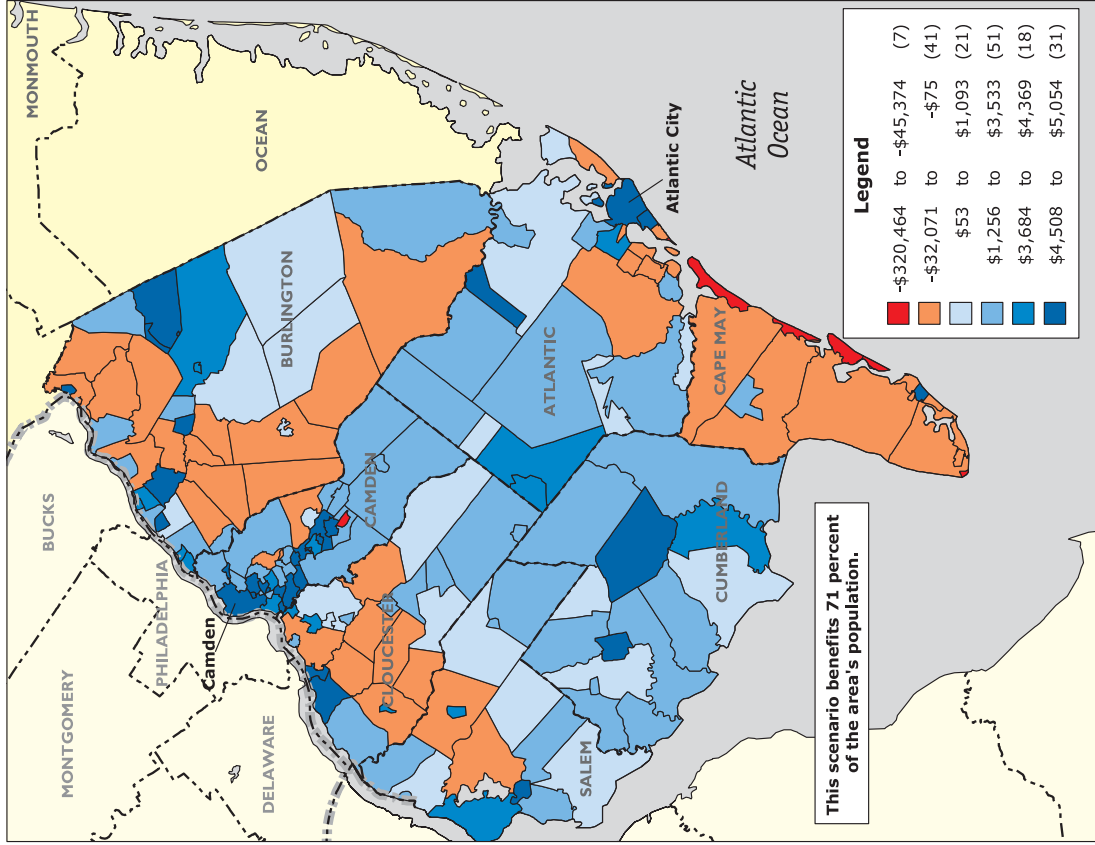 MONMOUTH
BUCKS
MONTGOMERY
PHILADELPHIA
OCEAN
Camden
DELAWARE
BURLINGTON
CAMDEN
GLOUCESTER
ATLANTIC
SALEM
Atlantic City
CAPE MAY
CUMBERLAND
Atlantic
Ocean
This scenario benefits 71 percent
of the area's population.
Legend
-$320,464 to -$45,374 (7)
-$32,071 to -$75 (41)
$53 to $1,093 (21)
$1,256 to $3,533 (51)
$3,684 to $4,369 (18)
$4,508 to $5,054 (31)